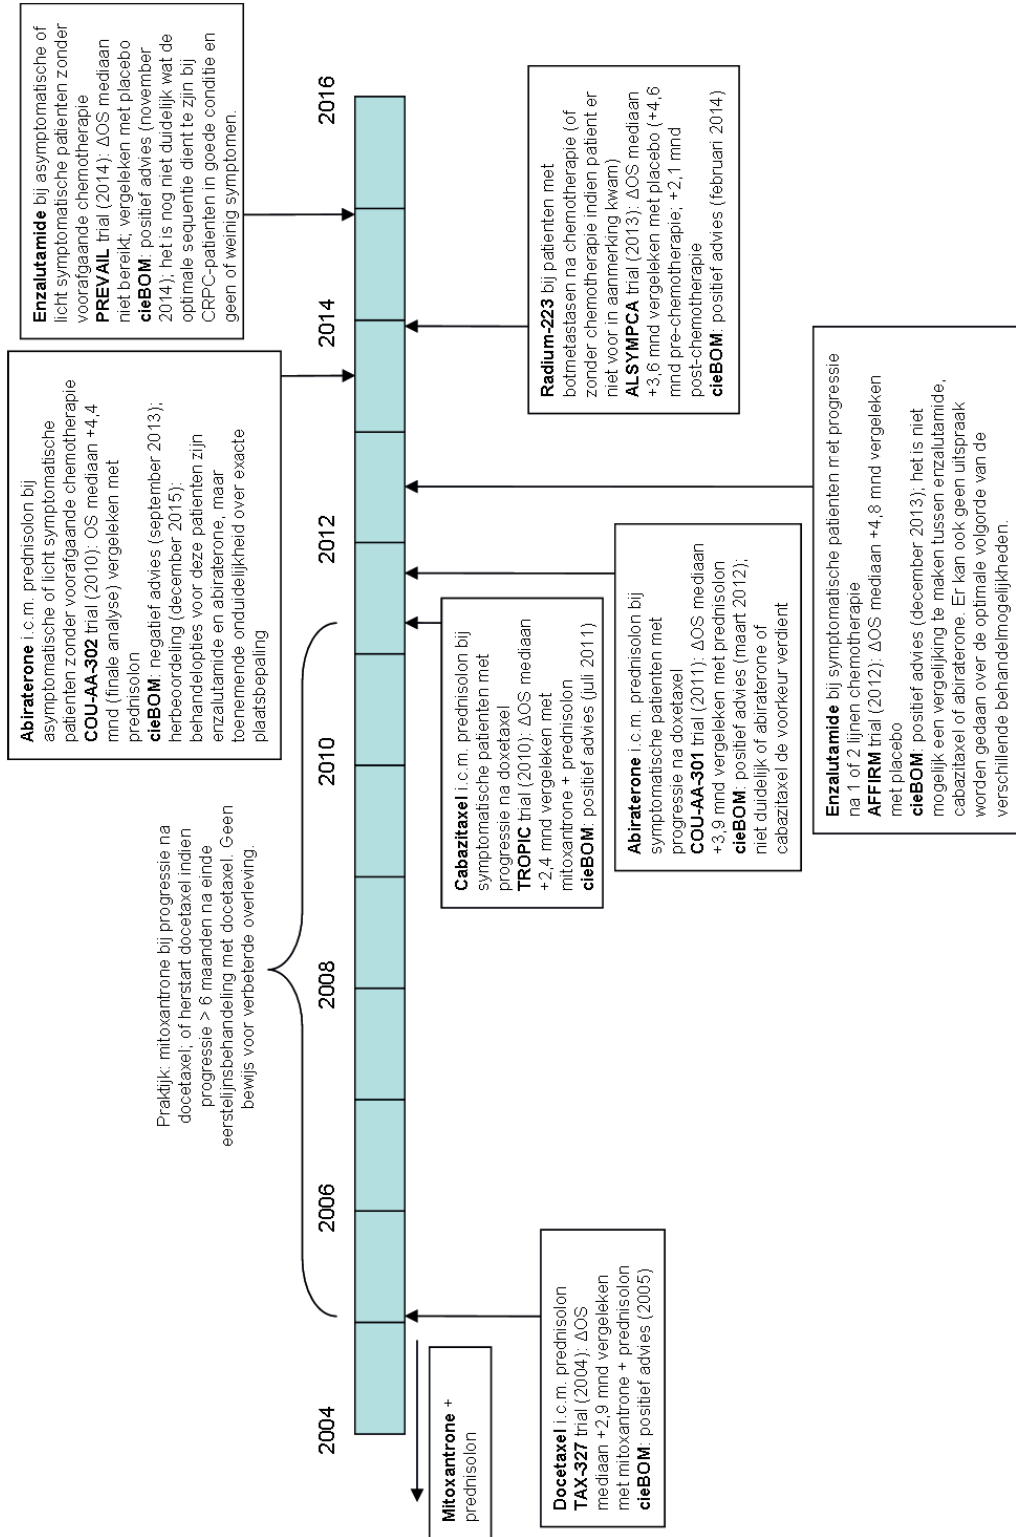 Praktijk: mitoxantrone bij progressie na
docetaxel; of herstart docetaxel indien
progressie > 6 maanden na einde
eerstelijnsbehandeling met docetaxel. Geen
bewijs voor verbeterde overleving.
Abiraterone i.c.m. prednisolon bij
asymptomatische of licht symptomatische
patienten zonder voorafgaande chemotherapie
COU-AA-302 trial (2010): OS mediaan +4,4
mnd (finale analyse) vergeleken met
prednisolon
cieBOM: negatief advies (september 2013);
herbeoordeling (december 2015):
behandelopties voor deze patienten zijn
enzalutamide en abiraterone, maar
toenemende onduidelijkheid over exacte
plaatsbepaling
Enzalutamide bij asymptomatische of
licht symptomatische patienten zonder
voorafgaande chemotherapie
PREVAIL trial (2014): ΔOS mediaan
niet bereikt; vergeleken met placebo
cieBOM: positief advies (november
2014); het is nog niet duidelijk wat de
optimale sequentie dient te zjin bij
CRPC-patienten in goede conditie en
geen of weinig symptomen.
2004
2006
2008
2010
2012
2014
2016
Mitoxantrone +
prednisolon
Docetaxel i.c.m. prednisolon
TAX-327 trial (2004): ΔOS
mediaan +2,9 mnd vergeleken
met mitoxantrone + prednisolon
cieBOM: positief advies (2005)
Cabazitaxel i.c.m. prednisolon bij
symptomatische patienten met
progressie na doxetaxel
TROPIC trial (2010): ΔOS mediaan
+2,4 mnd vergeleken met
mitoxantrone + prednisolon
cieBOM: positief advies (juli 2011)
Abiraterone i.c.m. prednisolon bij
symptomatische patienten met
progressie na doxetaxel
COU-AA-301 trial (2011): ΔOS mediaan
+3,9 mnd vergeleken met prednisolon
cieBOM: positief advies (maart 2012);
niet duidelijk of abiraterone of
cabazitaxel de voorkeur verdient
Enzalutamide bij symptomatische patienten met progressie
na 1 of 2 lijnen chemotherapie
AFFIRM trial (2012): ΔOS mediaan +4,8 mnd vergeleken
met placebo
cieBOM: positief advies (december 2013); het is niet
mogelijk een vergelijking te maken tussen enzalutamide,
cabazitaxel of abiraterone. Er kan ook geen uitspraak
worden gedaan over de optimale volgorde van de
verschillende behandelmogelijkheden.
Radium-223 bij patienten met
botmetastasen na chemotherapie (of
zonder chemotherapie indien patient er
niet voor in aanmerking kwam)
ALSYMPCA trial (2013): ΔOS mediaan
+3,6 mnd vergeleken met placebo (+4,6
mnd pre-chemotherapie; +2,1 mnd
post-chemotherapie
cieBOM: positief advies (februari 2014)